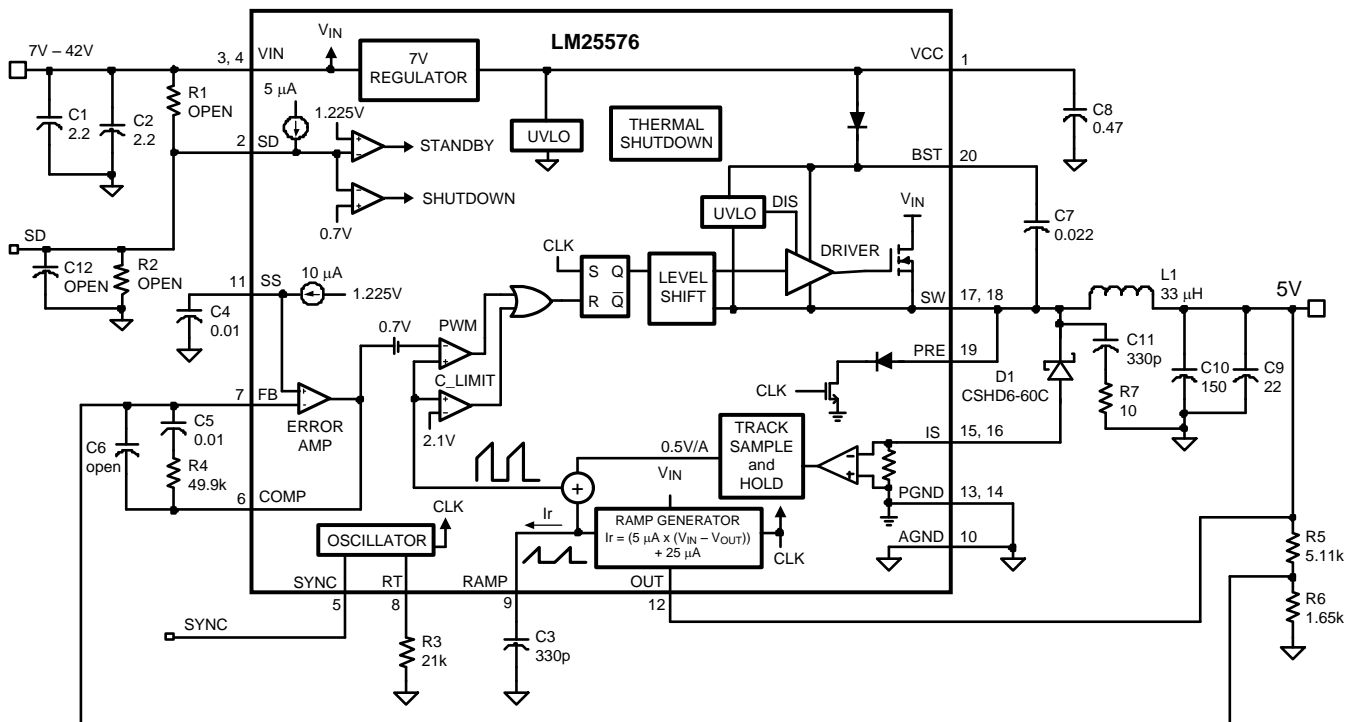 LM25576
7V – 42V
3, 4
VIN
V_IN
7V
REGULATOR
VCC
1
R1
OPEN
5 µA
1.225V
C1
2.2
C2
2.2
C8
0.47
2
SD
STANDBY
UVLO
THERMAL
SHUTDOWN
BST
20
SHUTDOWN
0.7V
UVLO
DIS
V_IN
C7
0.022
SD
C12
OPEN
R2
OPEN
11
SS
10 µA
1.225V
CLK
S
Q
R
Q̅
LEVEL
SHIFT
DRIVER
SW
17, 18
L1
33 µH
5V
C4
0.01
0.7V
PWM
PRE
19
C11
330p
C10
150
C9
22
C_LIMIT
CLK
D1
CSHD6-60C
R7
10
7
FB
ERROR
AMP
2.1V
C6
open
C5
0.01
R4
49.9k
0.5V/A
TRACK
SAMPLE
and
HOLD
IS
15, 16
6
COMP
V_IN
PGND
13, 14
CLK
Ir
RAMP GENERATOR
Ir = (5 µA x (V_IN – V_OUT))
+ 25 µA
CLK
AGND
10
OSCILLATOR
R5
5.11k
SYNC
RT
RAMP
OUT
5
8
9
12
R6
1.65k
SYNC
R3
21k
C3
330p